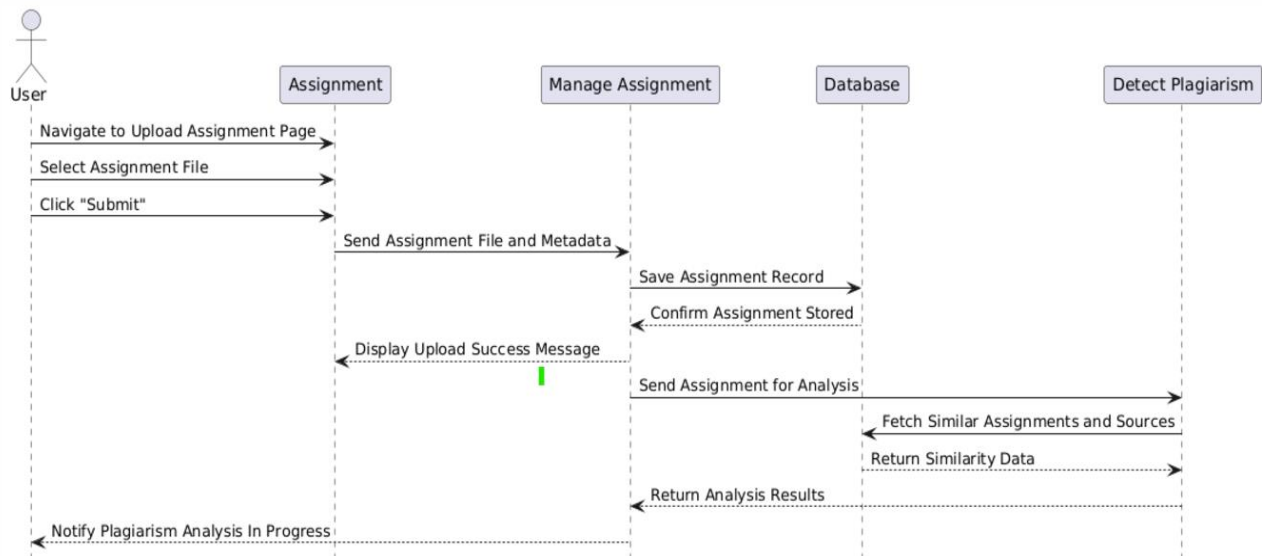 User
Assignment
Manage Assignment
Database
Detect Plagiarism
Navigate to Upload Assignment Page
Select Assignment File
Click "Submit"
Send Assignment File and Metadata
Save Assignment Record
Confirm Assignment Stored
Display Upload Success Message
Send Assignment for Analysis
Fetch Similar Assignments and Sources
Return Similarity Data
Return Analysis Results
Notify Plagiarism Analysis In Progress